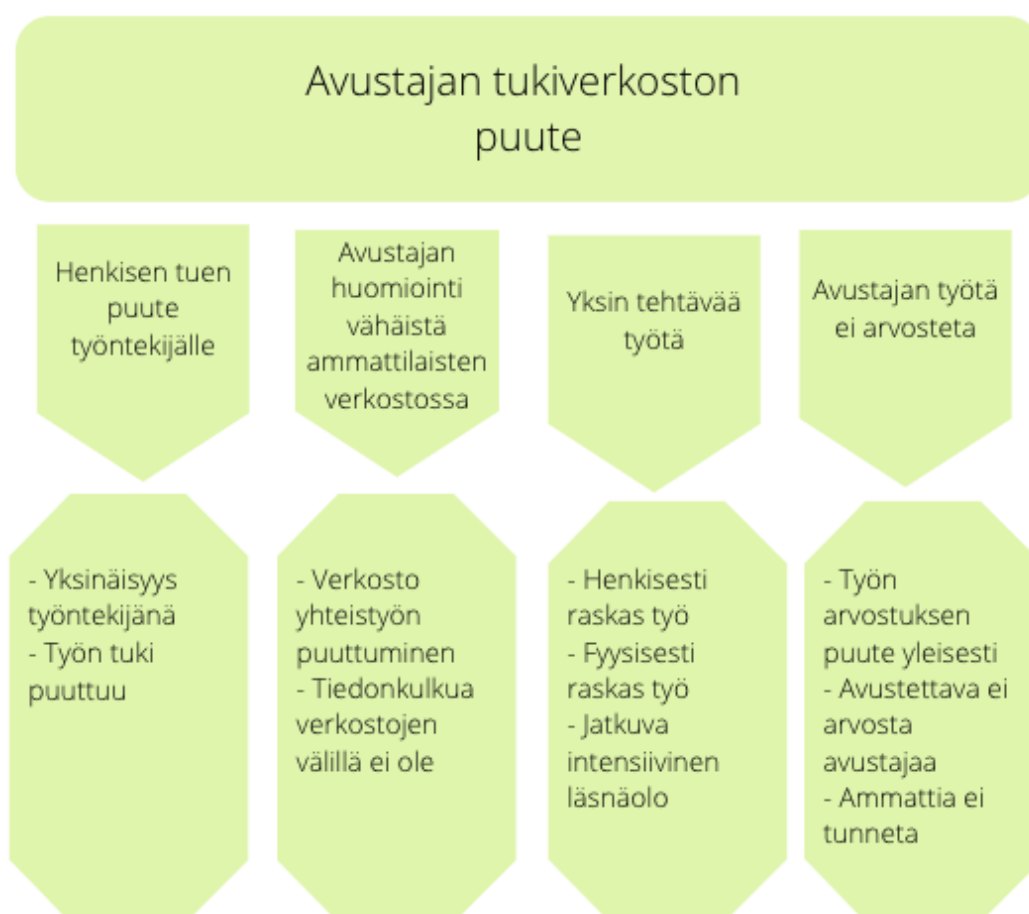 Avustajan tukiverkoston
puute
Henkisen tuen
puute
työntekijälle
Avustajan
huomiointi
vähäistä
ammattilaisten
verkostossa
Yksin tehtävää
työtä
Avustajan työtä
ei arvosteta
- Yksinäisyys
työntekijänä
- Työn tuki
puuttuu
- Verkosto
yhteistyön
puuttuminen
- Tiedonkulkua
verkostojen
välillä ei ole
- Henkisesti
raskas työ
- Fyysisesti
raskas työ
- Jatkuva
intensiivinen
läsnäolo
- Työn
arvostuksen
puute yleisesti
- Avustettava ei
arvosta
avustajaa
- Ammattia ei
tunneta